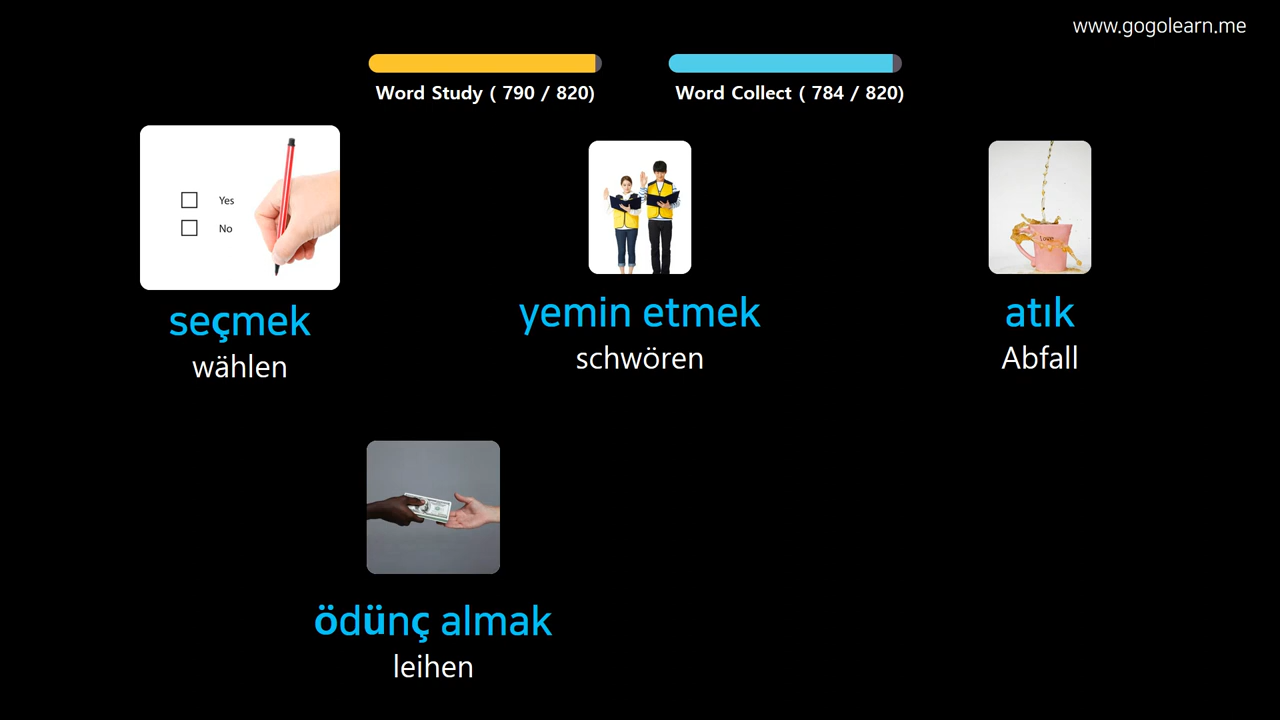 www.gogolearn.me
Word Study ( 790 / 820)
Word Collect ( 784 / 820)
Yes
No
Love
seçmek
wählen
yemin etmek
schwören
atık
Abfall
ödünç almak
leihen